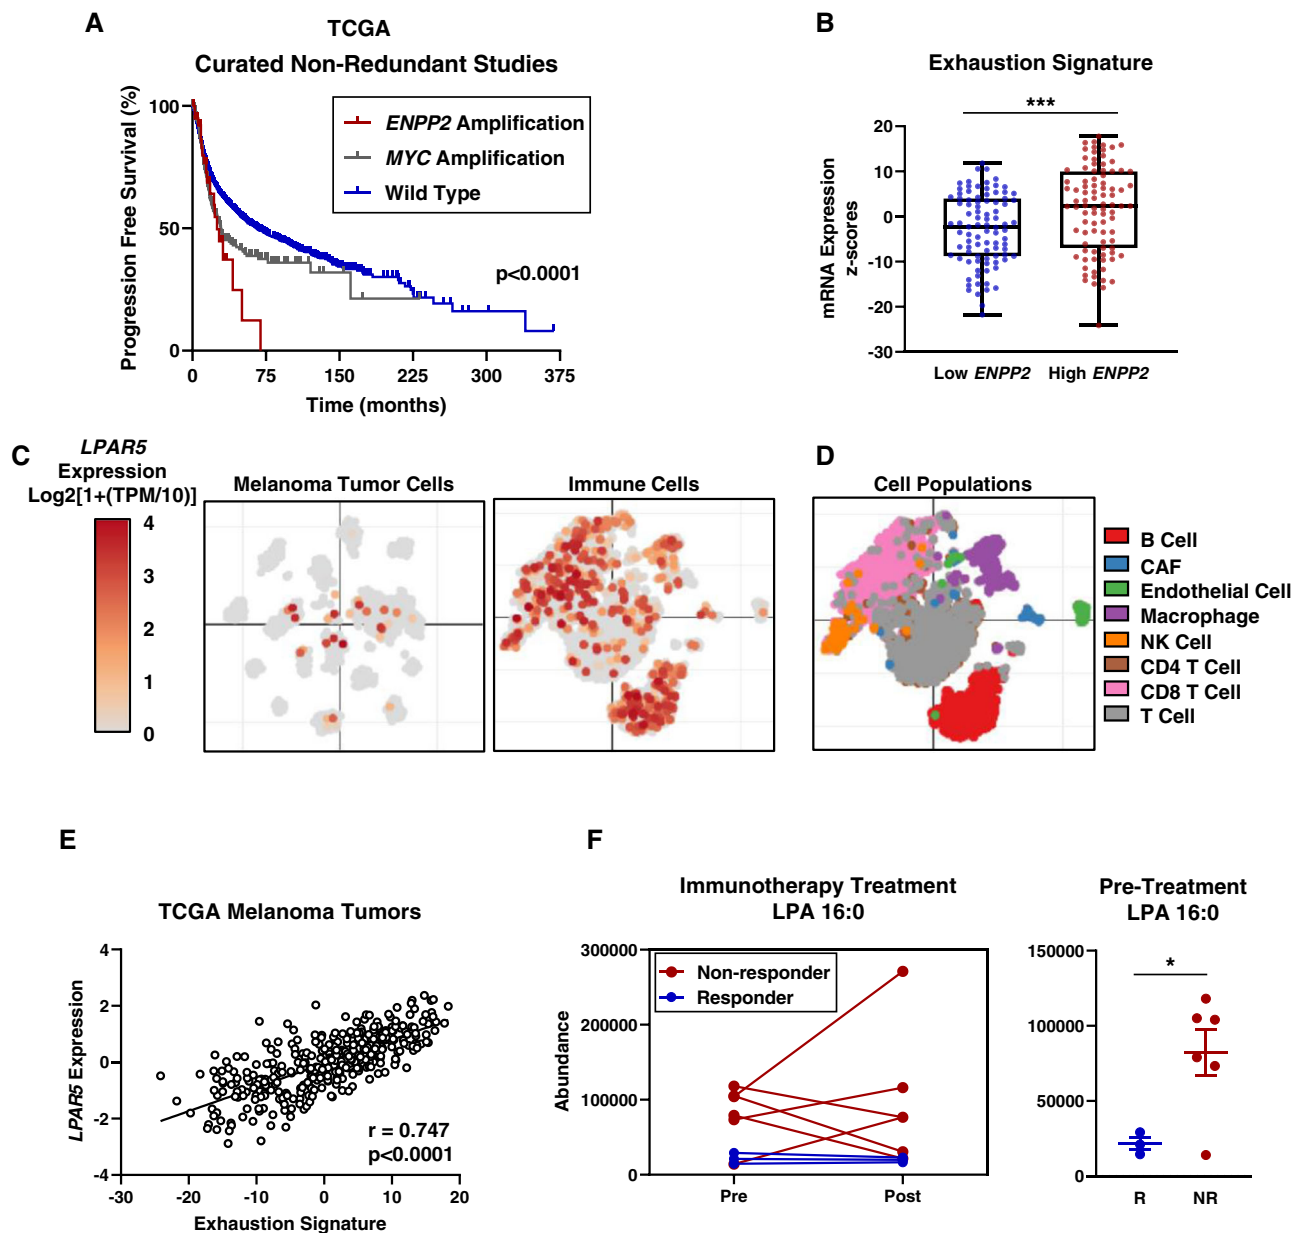 A
TCGA
Curated Non-Redundant Studies
Progression Free Survival (%)
100
50
0
ENPP2 Amplification
MYC Amplification
Wild Type
p<0.0001
0 75 150 225 300 375
Time (months)
B
Exhaustion Signature
***
mRNA Expression
z-scores
20
10
0
-10
-20
-30
Low ENPP2 High ENPP2
C
LPAR5
Expression
Log2[1+(TPM/10)]
4
3
2
1
0
Melanoma Tumor Cells
Immune Cells
D
Cell Populations
B Cell
CAF
Endothelial Cell
Macrophage
NK Cell
CD4 T Cell
CD8 T Cell
T Cell
E
TCGA Melanoma Tumors
LPAR5 Expression
4
2
0
-2
-4
r = 0.747
p<0.0001
-30 -20 -10 0 10 20
Exhaustion Signature
F
Immunotherapy Treatment
LPA 16:0
Abundance
300000
200000
100000
0
Non-responder
Responder
Pre Post
Pre-Treatment
LPA 16:0
150000
100000
50000
0
*
R NR